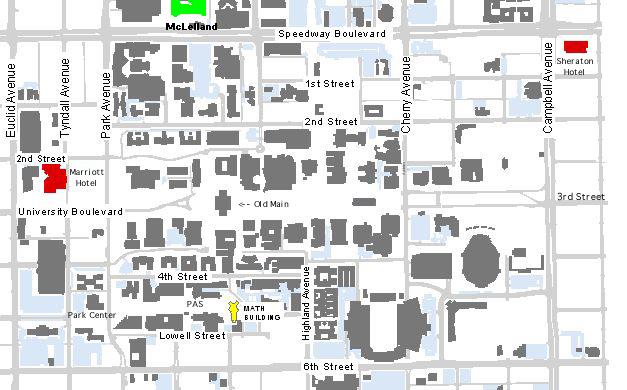 McLelland
Speedway Boulevard
Sheraton
Hotel
Euclid Avenue
Tyndall Avenue
Park Avenue
Cherry Avenue
Campbell Avenue
1st Street
2nd Street
2nd Street
Marriott
Hotel
3rd Street
<-- Old Main
University Boulevard
4th Street
Highland Avenue
PAS
MATH
BUILDING
Park Center
Lowell Street
6th Street